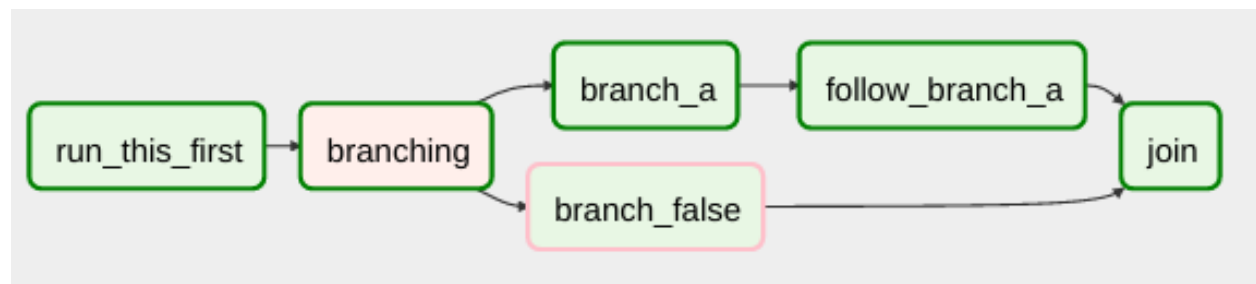 run_this_first
branching
branch_a
follow_branch_a
branch_false
join